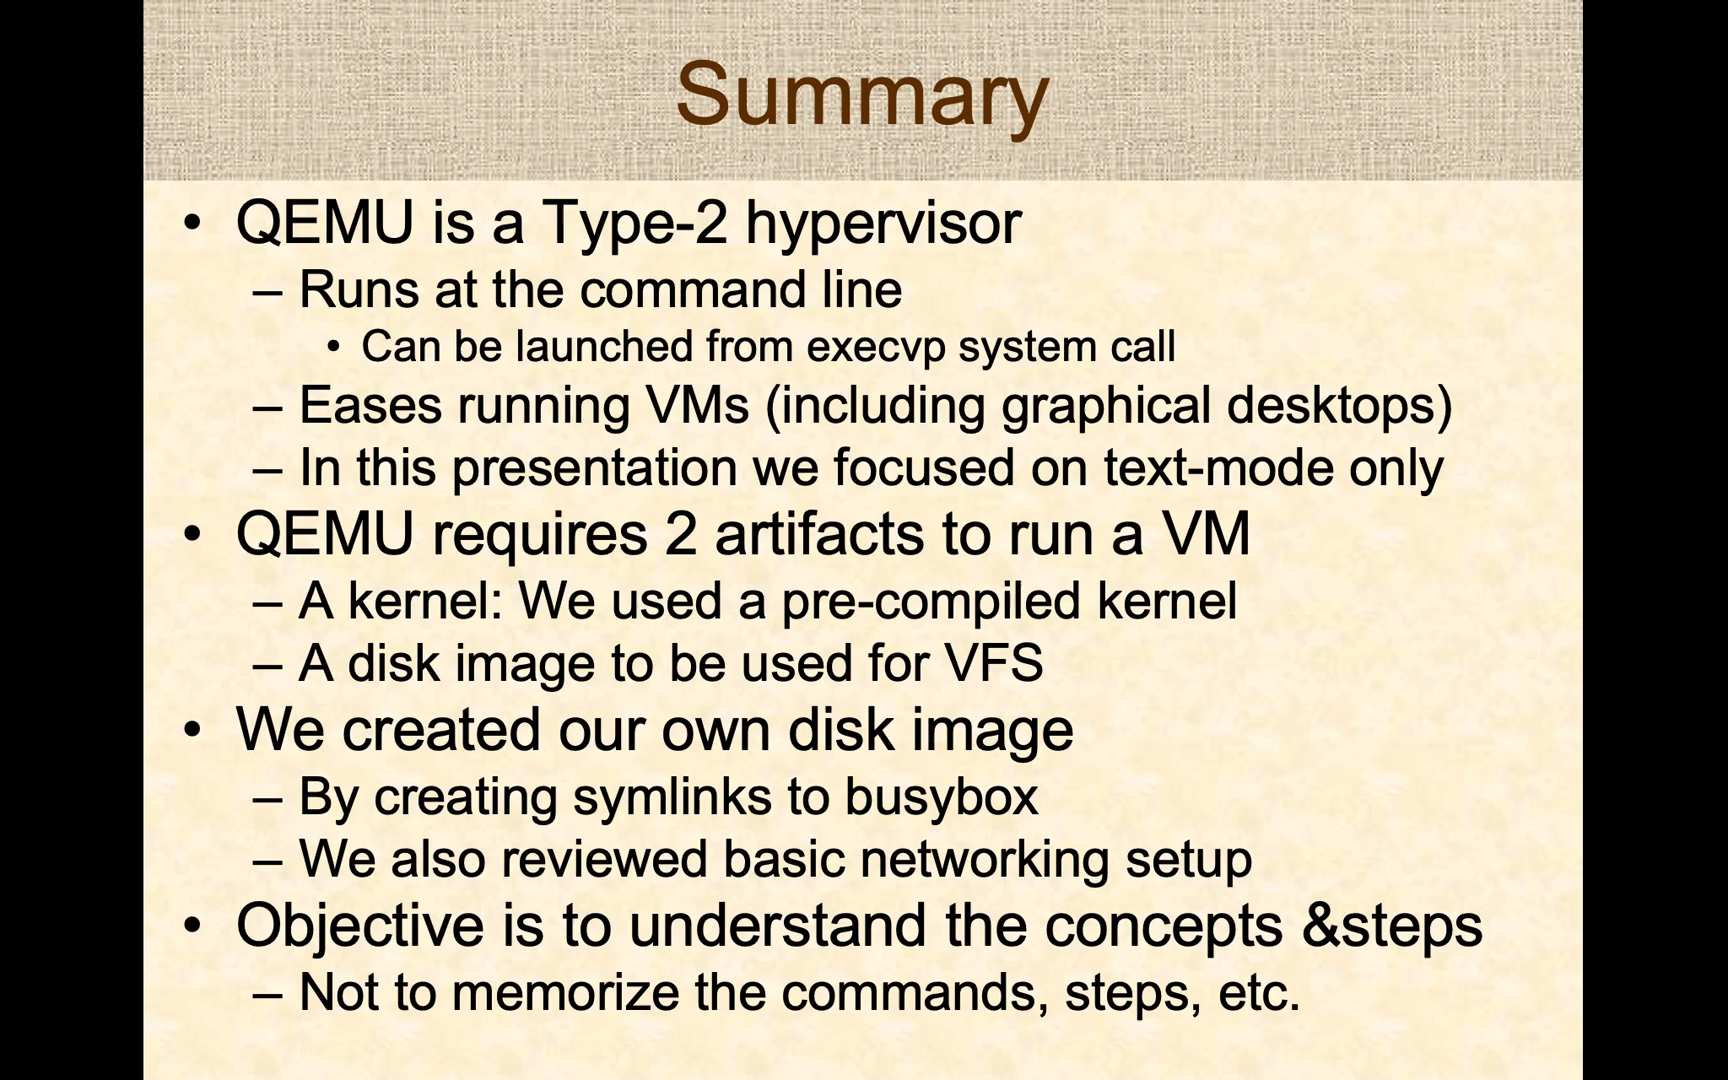 Summary
• QEMU is a Type-2 hypervisor
– Runs at the command line
• Can be launched from execvp system call
– Eases running VMs (including graphical desktops)
– In this presentation we focused on text-mode only
• QEMU requires 2 artifacts to run a VM
– A kernel: We used a pre-compiled kernel
– A disk image to be used for VFS
• We created our own disk image
– By creating symlinks to busybox
– We also reviewed basic networking setup
• Objective is to understand the concepts &steps
– Not to memorize the commands, steps, etc.